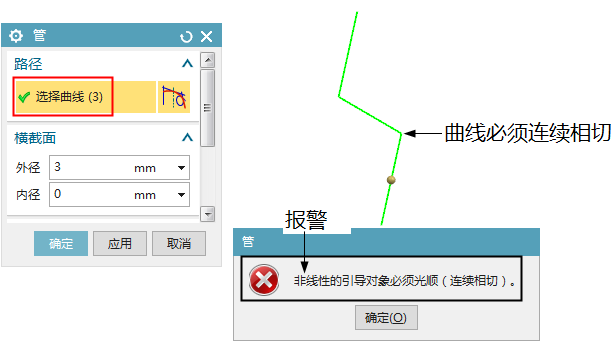 管
路径
选择曲线 (3)
横截面
外径 3 mm
内径 0 mm
确定 应用 取消
曲线必须连续相切
报警
管
非线性的引导对象必须光顺（连续相切）。
确定(O)